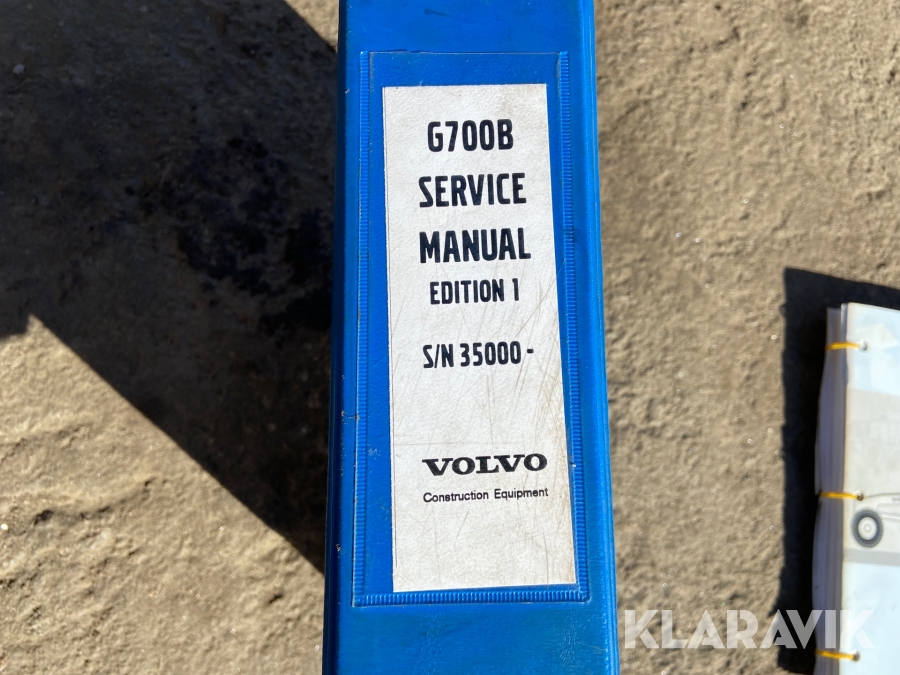 G700B
SERVICE
MANUAL
EDITION 1
S/N 35000 -
VOLVO
Construction Equipment
KLARAVIK